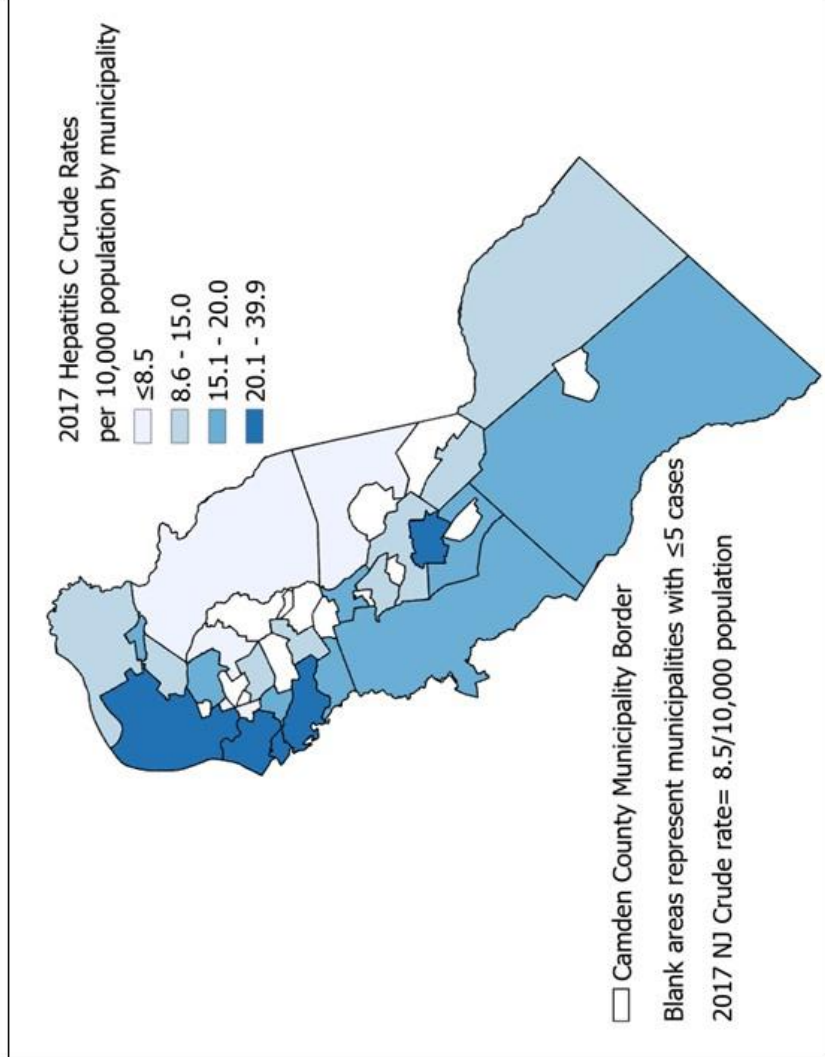 2017 Hepatitis C Crude Rates
per 10,000 population by municipality
≤8.5
8.6 - 15.0
15.1 - 20.0
20.1 - 39.9
Camden County Municipality Border
Blank areas represent municipalities with ≤5 cases
2017 NJ Crude rate= 8.5/10,000 population